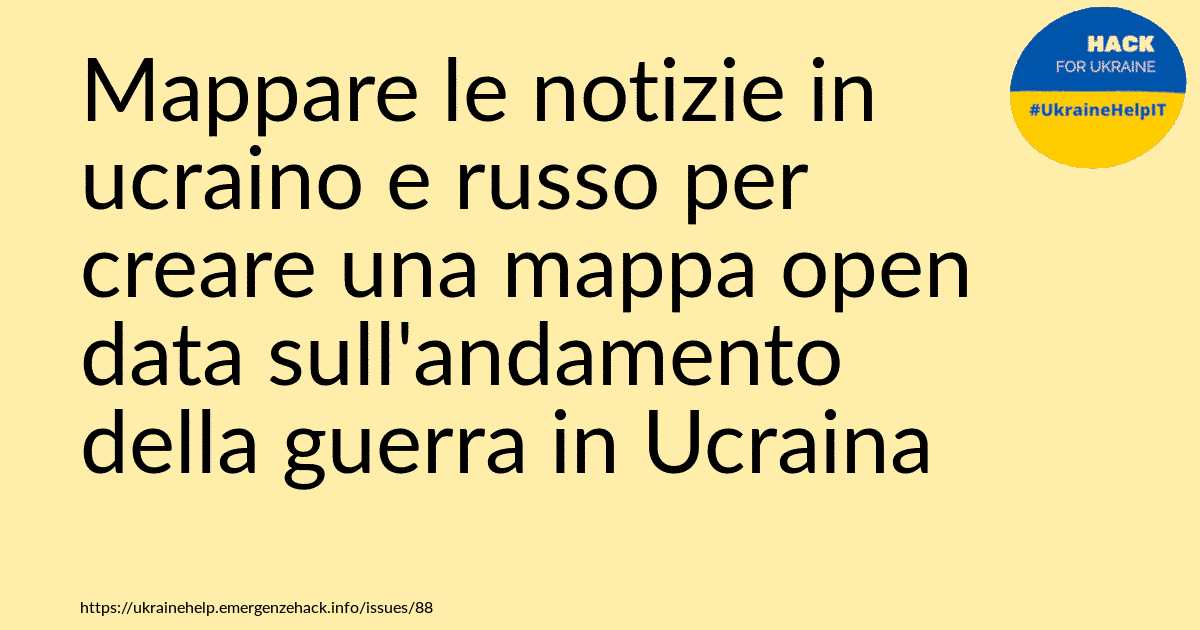 HACK
FOR UKRAINE
#UkraineHelpIT
Mappare le notizie in
ucraino e russo per
creare una mappa open
data sull'andamento
della guerra in Ucraina
https://ukrainehelp.emergenzehack.info/issues/88